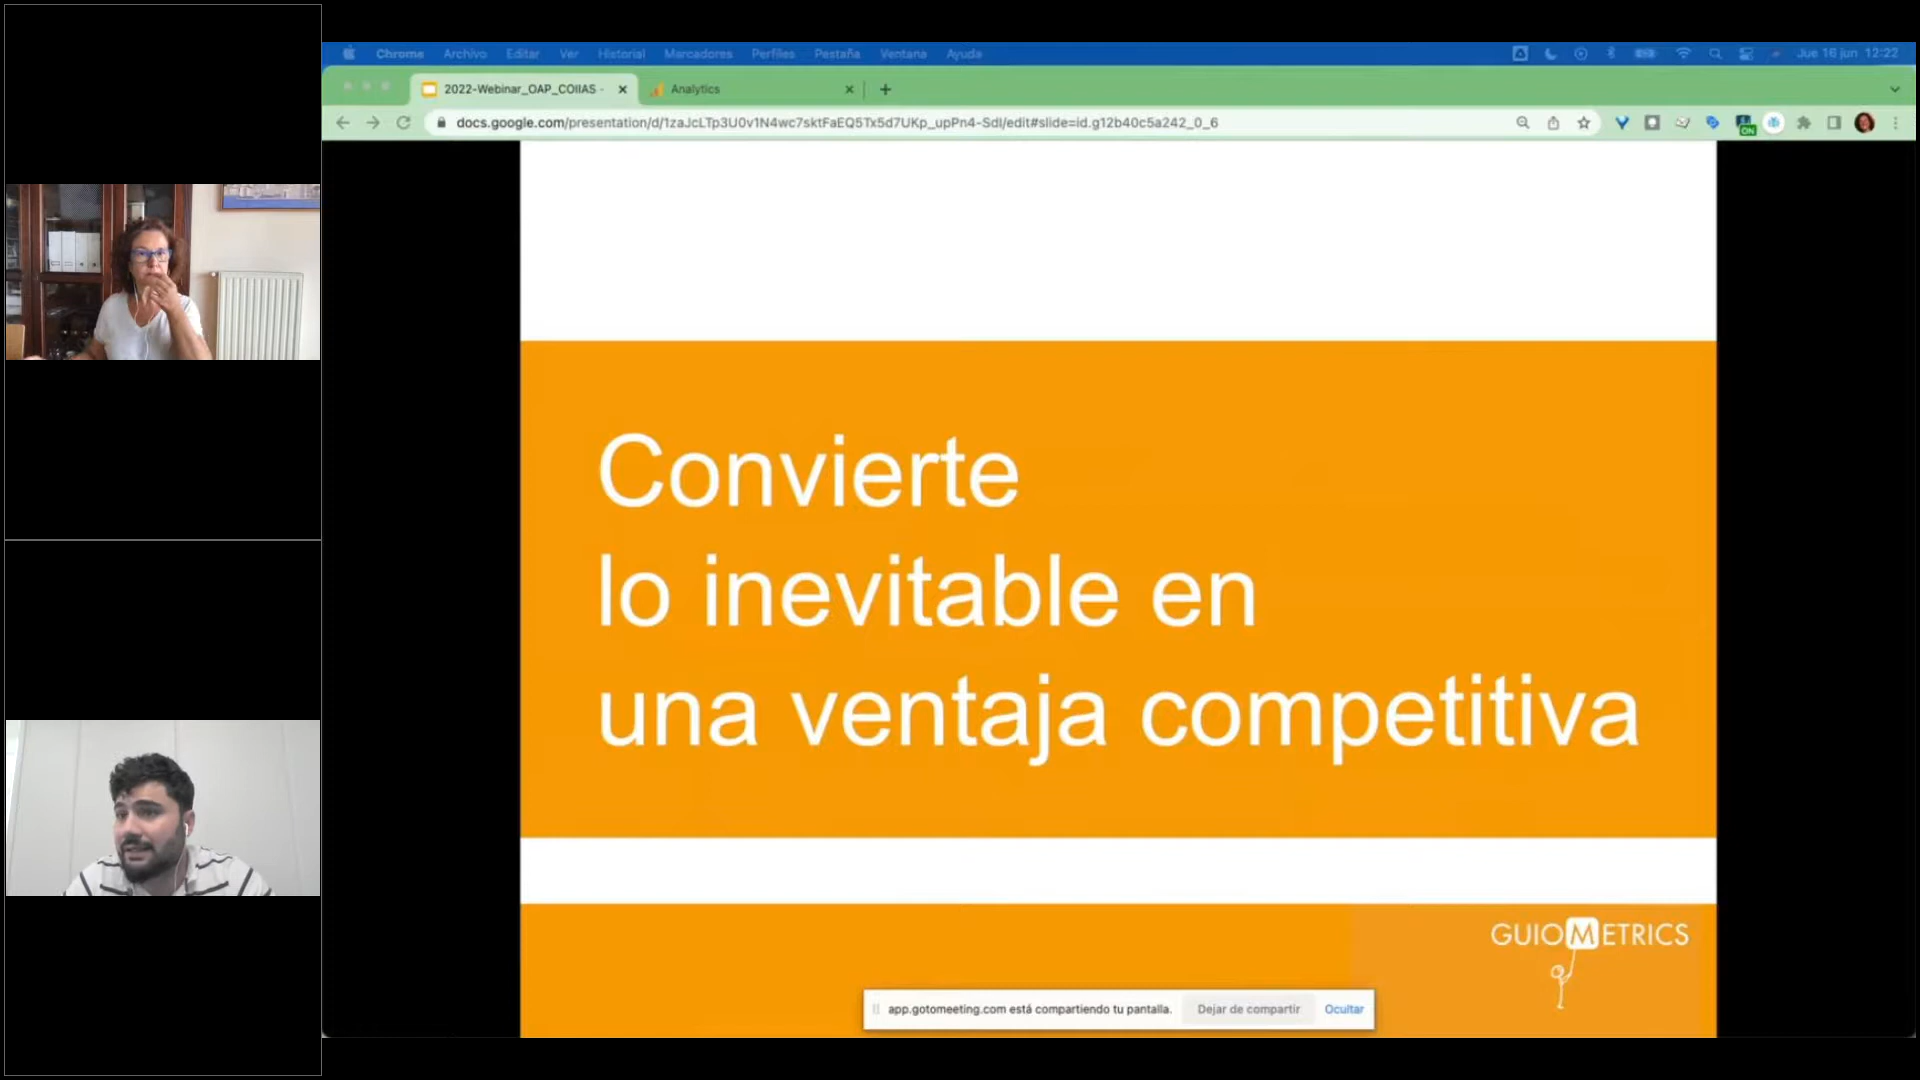 Chrome Archivo Editar Ver Historial Marcadores Perfiles Pestaña Ventana Ayuda Jue 16 jun 12:22
2022-Webinar_OAP_COIIAS - Analytics
docs.google.com/presentation/d/1zaJcLTp3U0v1N4wc7sktFaEQ5Tx5d7UKp_upPn4-SdI/edit#slide=id.g12b40c5a242_0_6
ON
Convierte
lo inevitable en
una ventaja competitiva
GUIOMETRICS
app.gotomeeting.com está compartiendo tu pantalla. Dejar de compartir Ocultar